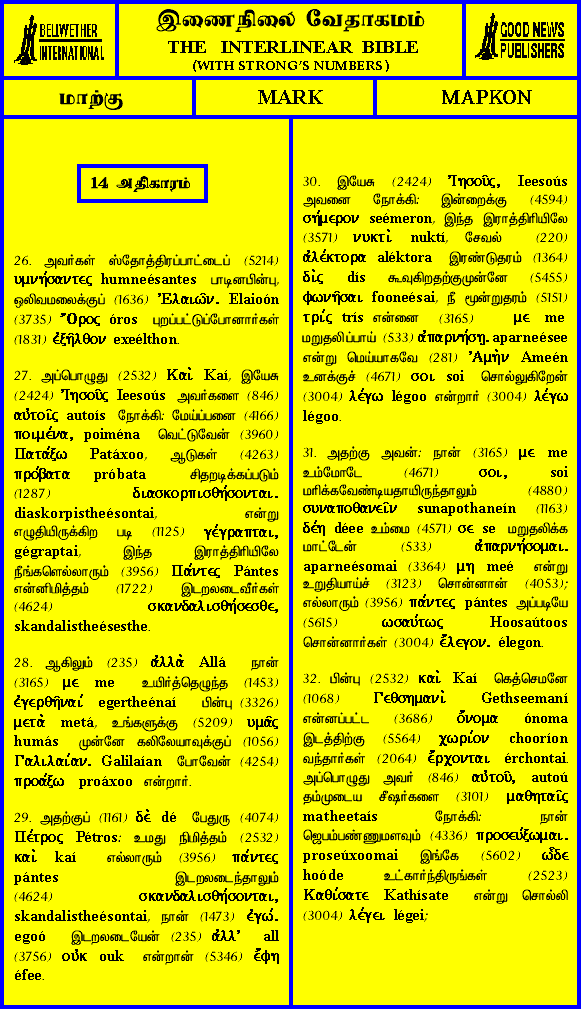 BELLWETHER
INTERNATIONAL
இணைநிலை வேதாகமம்
THE INTERLINEAR BIBLE
(WITH STRONG'S NUMBERS)
GOOD NEWS
PUBLISHERS
மாற்கு
MARK
ΜΑΡΚΟΝ
14 அதிகாரம்
26. அவர்கள் ஸ்தோத்திரப்பாட்டைப் (5214)
υμνήσαντες humneésantes பாடினபின்பு,
ஒலிவமலைக்குப் (1636) Ἐλαιῶν. Elaioón
(3735) Ὄρος óros புறப்பட்டுப்போனார்கள்
(1831) ἐξῆλθον exeélthon.
27. அப்பொழுது (2532) Καὶ Kaí, இயேசு
(2424) Ἰησοῦς Ieesoús அவர்களை (846)
αὐτοῖς autoís நோக்கி: மேய்ப்பனை (4166)
ποιμένα, poiména வெட்டுவேன் (3960)
Πατάξω Patáxoo, ஆடுகள் (4263)
πρόβατα próbata சிதறடிக்கப்படும்
(1287) διασκορπισθήσονται.
diaskorpistheésontai, என்று
எழுதியிருக்கிற படி (1125) γέγραπται,
gégraptai, இந்த இராத்திரியிலே
நீங்களெல்லாரும் (3956) Πάντες Pántes
என்னிமித்தம் (1722) இடறலடைவீர்கள்
(4624) σκανδαλισθήσεσθε,
skandalistheésesthe.
28. ஆகிலும் (235) ἀλλὰ Allá நான்
(3165) με me உயிர்த்தெழுந்த (1453)
ἐγερθῆναί egertheénaí பின்பு (3326)
μετὰ metá, உங்களுக்கு (5209) υμᾶς
humás முன்னே கலிலேயாவுக்குப் (1056)
Γαλιλαίαν. Galilaían போவேன் (4254)
προάξω proáxoo என்றார்.
29. அதற்குப் (1161) δὲ dé பேதுரு (4074)
Πέτρος Pétros: உமது நிமித்தம் (2532)
καὶ kaí எல்லாரும் (3956) πάντες
pántes இடறலடைந்தாலும்
(4624) σκανδαλισθήσονται,
skandalistheésontai, நான் (1473) ἐγώ.
egoó இடறலடையேன் (235) ἀλλ' all
(3756) οὐκ ouk என்றான் (5346) ἔφη
éfee.
30. இயேசு (2424) Ἰησοῦς, Ieesoús
அவனை நோக்கி: இன்றைக்கு (4594)
σήμερον seémeron, இந்த இராத்திரியிலே
(3571) νυκτὶ nuktí, சேவல் (220)
ἀλέκτορα aléktora இரண்டுதரம் (1364)
δὶς dís கூவுகிறதற்குமுன்னே (5455)
φωνῆσαι fooneésai, நீ மூன்றுதரம் (5151)
τρίς trís என்னை (3165) με me
மறுதலிப்பாய் (533) ἀπαρνήσῃ. aparneésee
என்று மெய்யாகவே (281) Ἀμὴν Ameén
உனக்குச் (4671) σοι soi சொல்லுகிறேன்
(3004) λέγω légoo என்றார் (3004) λέγω
légoo.
31. அதற்கு அவன்: நான் (3165) με me
உம்மோடே (4671) σοι, soi
மரிக்கவேண்டியதாயிருந்தாலும் (4880)
συναποθανεῖν sunapothaneín (1163)
δέῃ déee உம்மை (4571) σε se மறுதலிக்க
மாட்டேன் (533) ἀπαρνήσομαι.
aparneésomai (3364) μη meé என்று
உறுதியாய்ச் (3123) சொன்னான் (4053);
எல்லாரும் (3956) πάντες pántes அப்படியே
(5615) ωσαύτως Hoosaútoos
சொன்னார்கள் (3004) ἔλεγον. élegon.
32. பின்பு (2532) καὶ Kaí கெத்செமனே
(1068) Γεθσημανὶ Gethseemaní
என்னப்பட்ட (3686) ὄνομα ónoma
இடத்திற்கு (5564) χωρίον chooríon
வந்தார்கள் (2064) ἔρχονται érchontai.
அப்பொழுது அவர் (846) αὐτοῦ, autoú
தம்முடைய சீஷர்களை (3101) μαθηταῖς
matheetaís நோக்கி: நான்
ஜெபம்பண்ணுமளவும் (4336) προσεύξωμαι.
proseúxoomai இங்கே (5602) ὧδε
hoóde உட்கார்ந்திருங்கள் (2523)
Καθίσατε Kathísate என்று சொல்லி
(3004) λέγει légei;